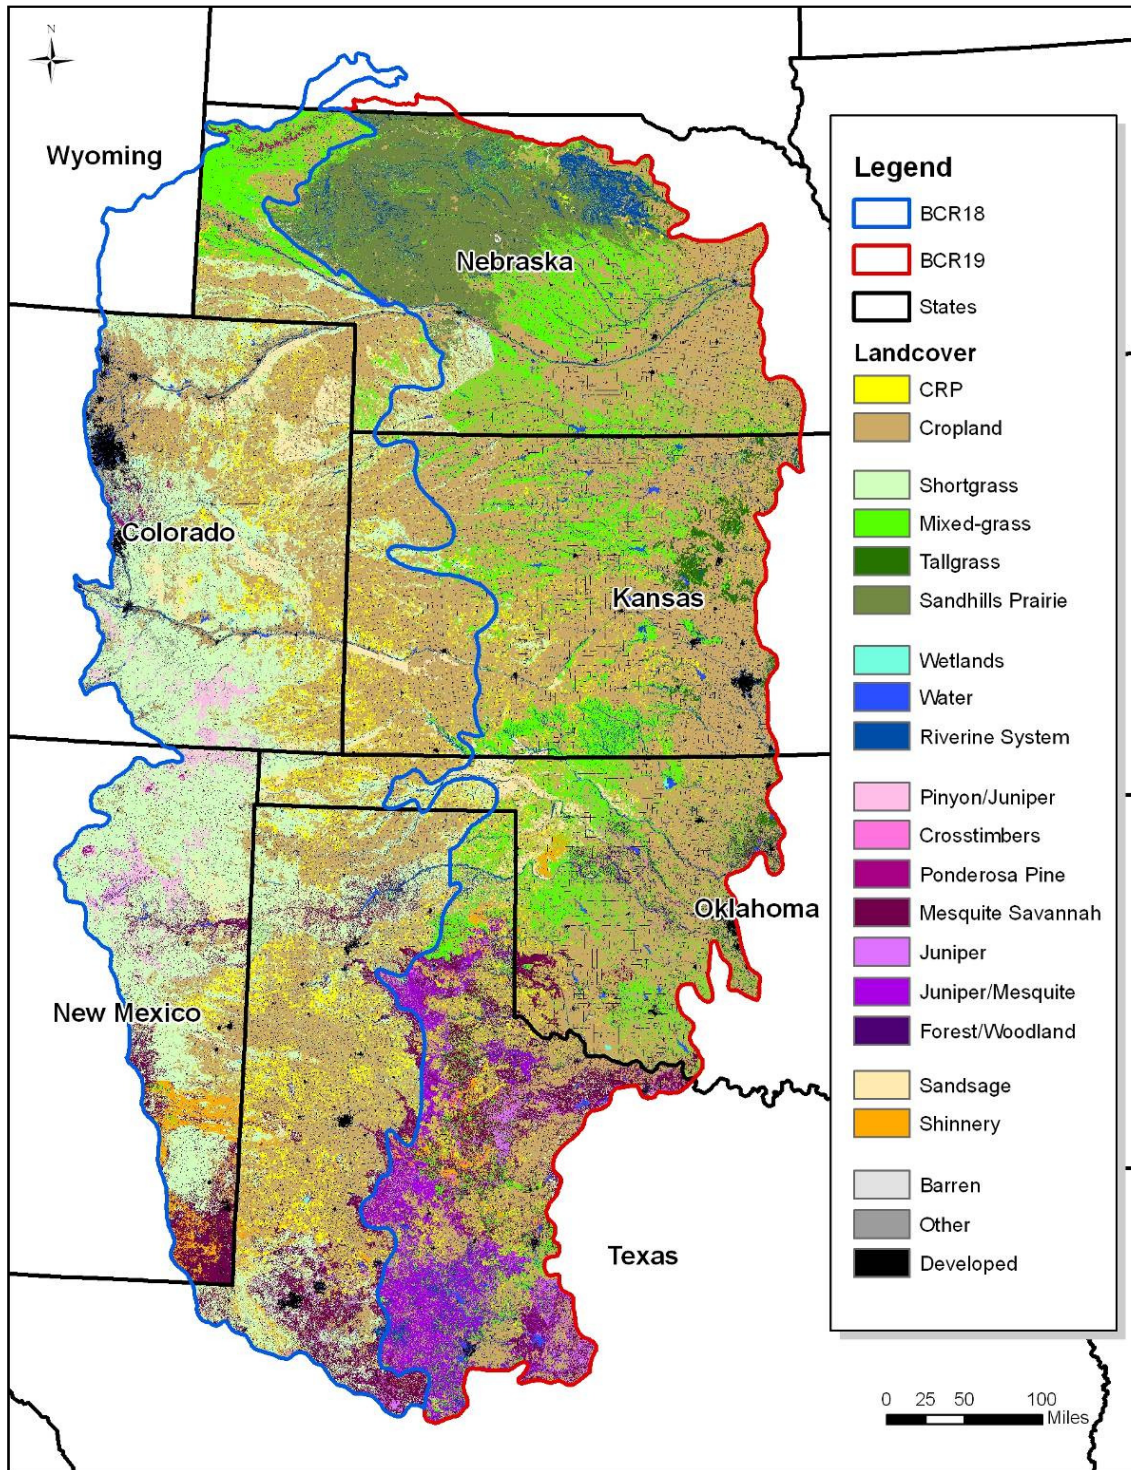 N
Wyoming
Nebraska
Colorado
Kansas
Oklahoma
New Mexico
Texas
Legend
BCR18
BCR19
States
Landcover
CRP
Cropland
Shortgrass
Mixed-grass
Tallgrass
Sandhills Prairie
Wetlands
Water
Riverine System
Pinyon/Juniper
Crosstimbers
Ponderosa Pine
Mesquite Savannah
Juniper
Juniper/Mesquite
Forest/Woodland
Sandsage
Shinnery
Barren
Other
Developed
0 25 50 100
Miles